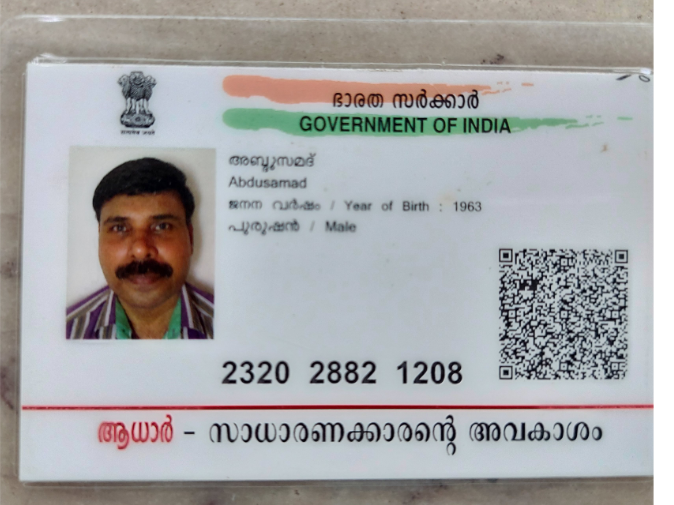 ഭാരത സർക്കാർ
GOVERNMENT OF INDIA
അബ്ദുസമദ്
Abdusamad
ജനന വർഷം / Year of Birth : 1963
പുരുഷൻ / Male
2320 2882 1208
ആധാർ - സാധാരണക്കാരന്റെ അവകാശം